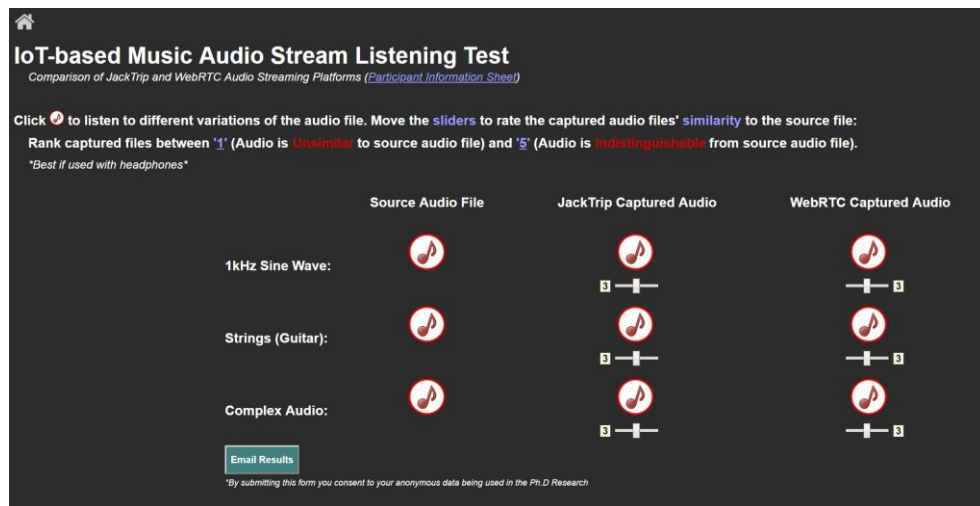 IoT-based Music Audio Stream Listening Test
Comparison of JackTrip and WebRTC Audio Streaming Platforms (Participant Information Sheet)
Click to listen to different variations of the audio file. Move the sliders to rate the captured audio files' similarity to the source file:
Rank captured files between '1' (Audio is Unsimilar to source audio file) and '5' (Audio is Indistinguishable from source audio file).
*Best if used with headphones*
Source Audio File JackTrip Captured Audio WebRTC Captured Audio
1kHz Sine Wave:
3 3
Strings (Guitar):
3 3
Complex Audio:
3 3
Email Results
*By submitting this form you consent to your anonymous data being used in the Ph.D Research